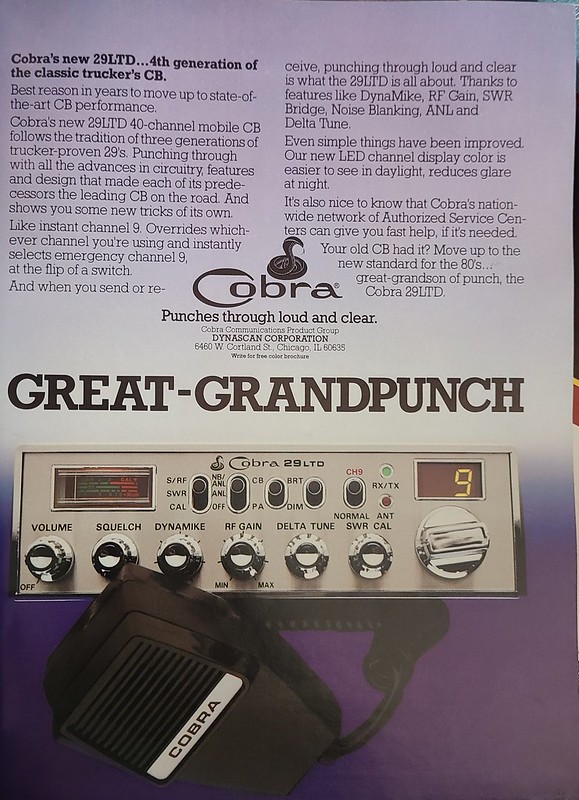 Cobra's new 29LTD...4th generation of
the classic trucker's CB.
Best reason in years to move up to state-of-
the-art CB performance.
Cobra's new 29LTD 40-channel mobile CB
follows the tradition of three generations of
trucker-proven 29's. Punching through
with all the advances in circuitry, features
and design that made each of its prede-
cessors the leading CB on the road. And
shows you some new tricks of its own.
Like instant channel 9. Overrides which-
ever channel you're using and instantly
selects emergency channel 9,
at the flip of a switch.
And when you send or re-
ceive, punching through loud and clear
is what the 29LTD is all about. Thanks to
features like DynaMike, RF Gain, SWR
Bridge, Noise Blanking, ANL and
Delta Tune.
Even simple things have been improved.
Our new LED channel display color is
easier to see in daylight, reduces glare
at night.
It's also nice to know that Cobra's nation-
wide network of Authorized Service Cen-
ters can give you fast help, if it's needed.
Your old CB had it? Move up to the
new standard for the 80's...
great-grandson of punch, the
Cobra 29LTD.
Cobra®
Punches through loud and clear.
Cobra Communications Product Group
DYNASCAN CORPORATION
6460 W. Cortland St., Chicago, IL 60635
Write for free color brochure
GREAT-GRANDPUNCH
Cobra 29LTD
S/RF
SWR
CAL
NB/
ANL
ANL
OFF
CB
PA
BRT
DIM
CH9
NORMAL
RX/TX
ANT
9
VOLUME
OFF
SQUELCH
DYNAMIKE
RF GAIN
MIN MAX
DELTA TUNE
SWR CAL
COBRA